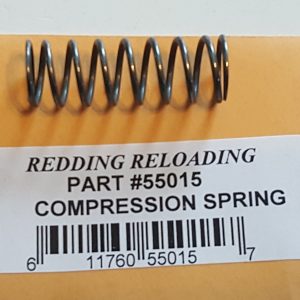 REDDING RELOADING
PART #55015
COMPRESSION SPRING
6 11760 55015 7